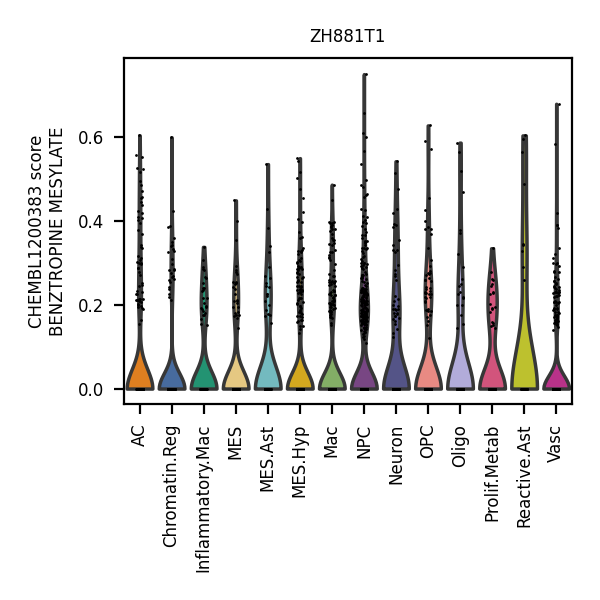 ZH881T1
CHEMBL1200383 score
BENZTROPINE MESYLATE
0.6
0.4
0.2
0.0
AC
Chromatin.Reg
Inflammatory.Mac
MES
MES.Ast
MES.Hyp
Mac
NPC
Neuron
OPC
Oligo
Prolif.Metab
Reactive.Ast
Vasc